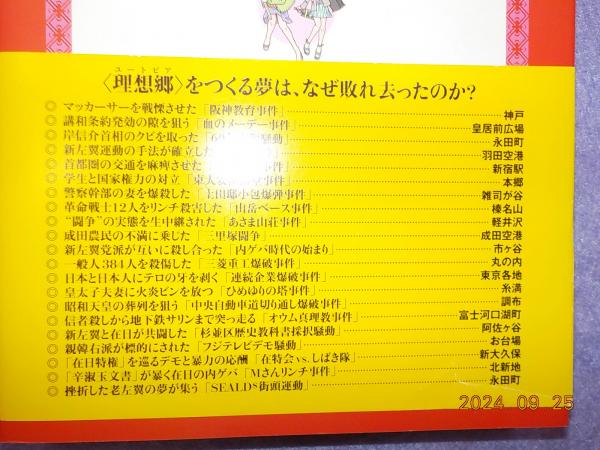 ユートピア
〈理想郷〉をつくる夢は、なぜ敗れ去ったのか?
◎ マッカーサーを戦慄させた「阪神教育事件」 神戸
◎ 講和条約発効の隙を狙う「血のメーデー事件」 皇居前広場
◎ 岸信介首相のクビを取った 騒動」 永田町
◎ 新左翼運動の手法が確立し 事件」 羽田空港
◎ 首都圏の交通を麻痺させた 事件」 新宿駅
◎ 学生と国家権力の対立「東大 事件」 本郷
◎ 警察幹部の妻を爆殺した「土田邸小包爆弾事件」 雑司が谷
◎ 革命戦士12人をリンチ殺害した「山岳ベース事件」 榛名山
◎ “闘争”の実態を生中継された「あさま山荘事件」 軽井沢
◎ 成田農民の不満に乗じた「三里塚闘争」 成田空港
◎ 新左翼党派が互いに殺し合った「内ゲバ時代の始まり」 市ヶ谷
◎ 一般人384人を殺傷した「三菱重工爆破事件」 丸の内
◎ 日本と日本人にテロの牙を剥く「連続企業爆破事件」 東京各地
◎ 皇太子夫妻に火炎ビンを放つ「ひめゆりの塔事件」 糸満
◎ 昭和天皇の葬列を狙う「中央自動車道切り通し爆破事件」 調布
◎ 信者殺しから地下鉄サリンまで突っ走る「オウム真理教事件」 富士河口湖町
◎ 新左翼と在日が共闘した「杉並区歴史教科書採択騒動」 阿佐ヶ谷
◎ 親韓右派が標的にされた「フジテレビデモ騒動」 お台場
◎ 「在日特権」を巡るデモと暴力の応酬「在特会vs.しばき隊」 新大久保
◎ 「辛淑玉文書」が暴く在日の内ゲバ「Mさんリンチ事件」 北新地
◎ 挫折した老左翼の夢が集う「SEALDs街頭運動」 永田町
2024 09 25